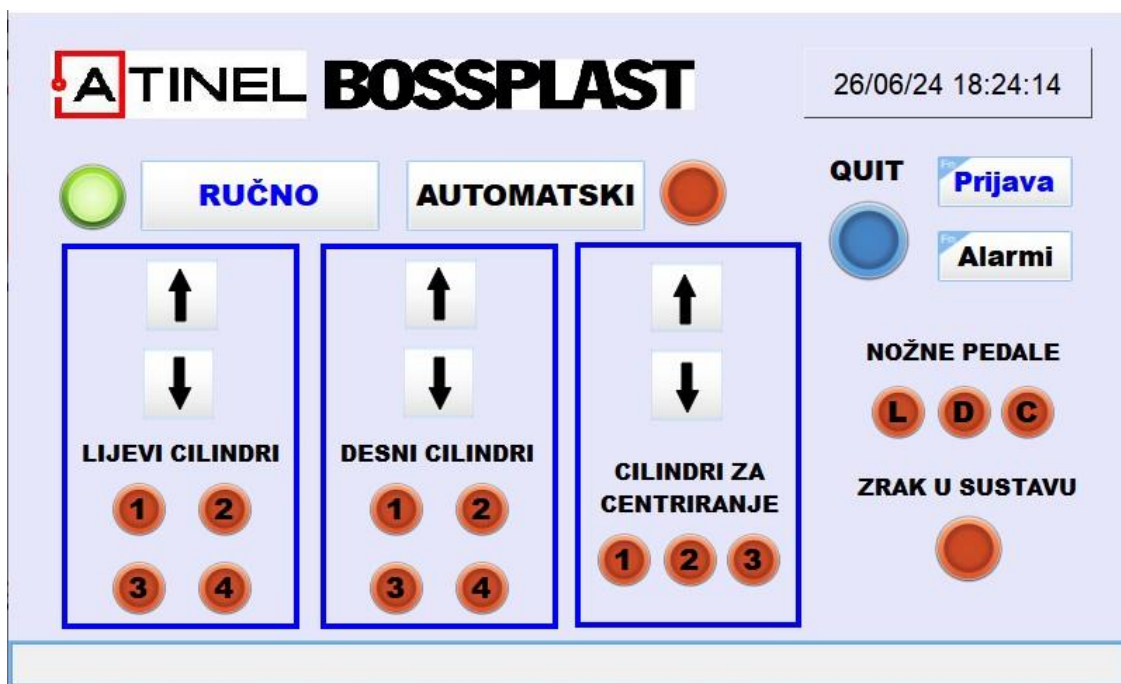 ATINEL BOSSPLAST
26/06/24 18:24:14
RUČNO
AUTOMATSKI
QUIT
Prijava
Alarmi
LIJEVI CILINDRI
1 2
3 4
DESNI CILINDRI
1 2
3 4
CILINDRI ZA
CENTRIRANJE
1 2 3
NOŽNE PEDALE
L D C
ZRAK U SUSTAVU